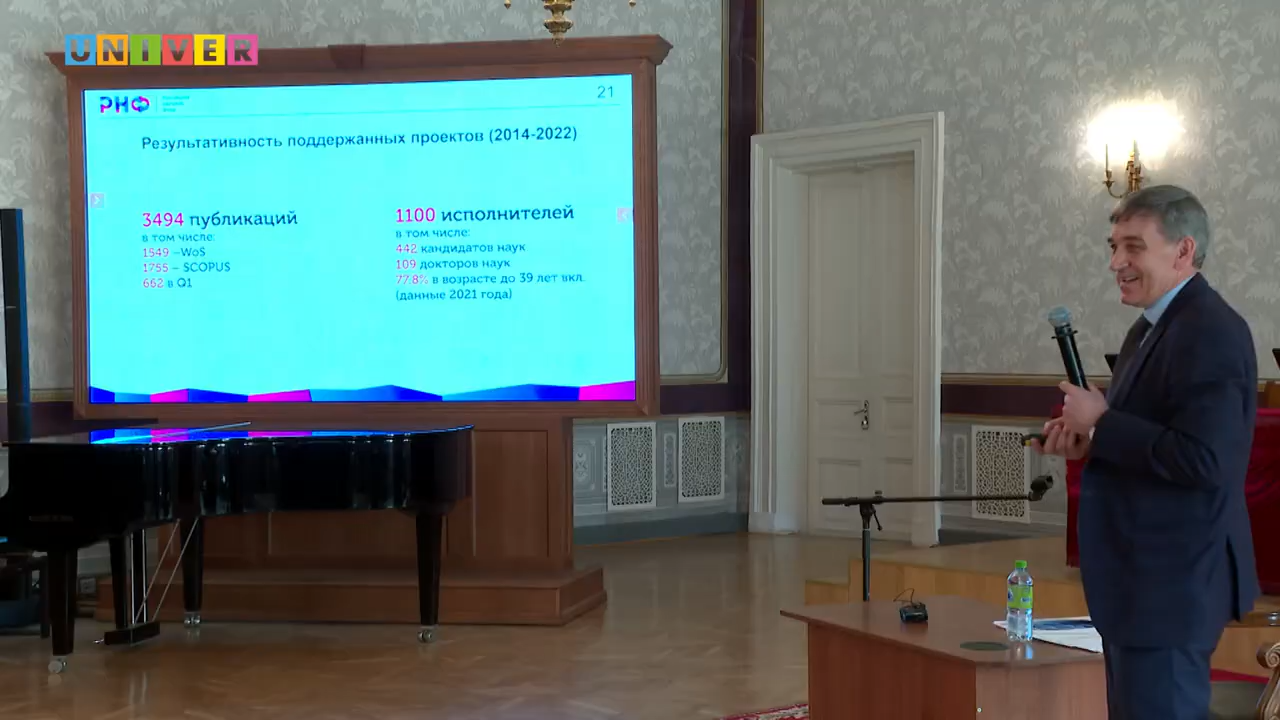 UNIVER
РНФ
21
Результативность поддержанных проектов (2014-2022)
3494 публикаций
в том числе:
1549 –WoS
1755 – SCOPUS
662 в Q1
1100 исполнителей
в том числе:
442 кандидатов наук
109 докторов наук
77.8% в возрасте до 39 лет вкл.
(данные 2021 года)